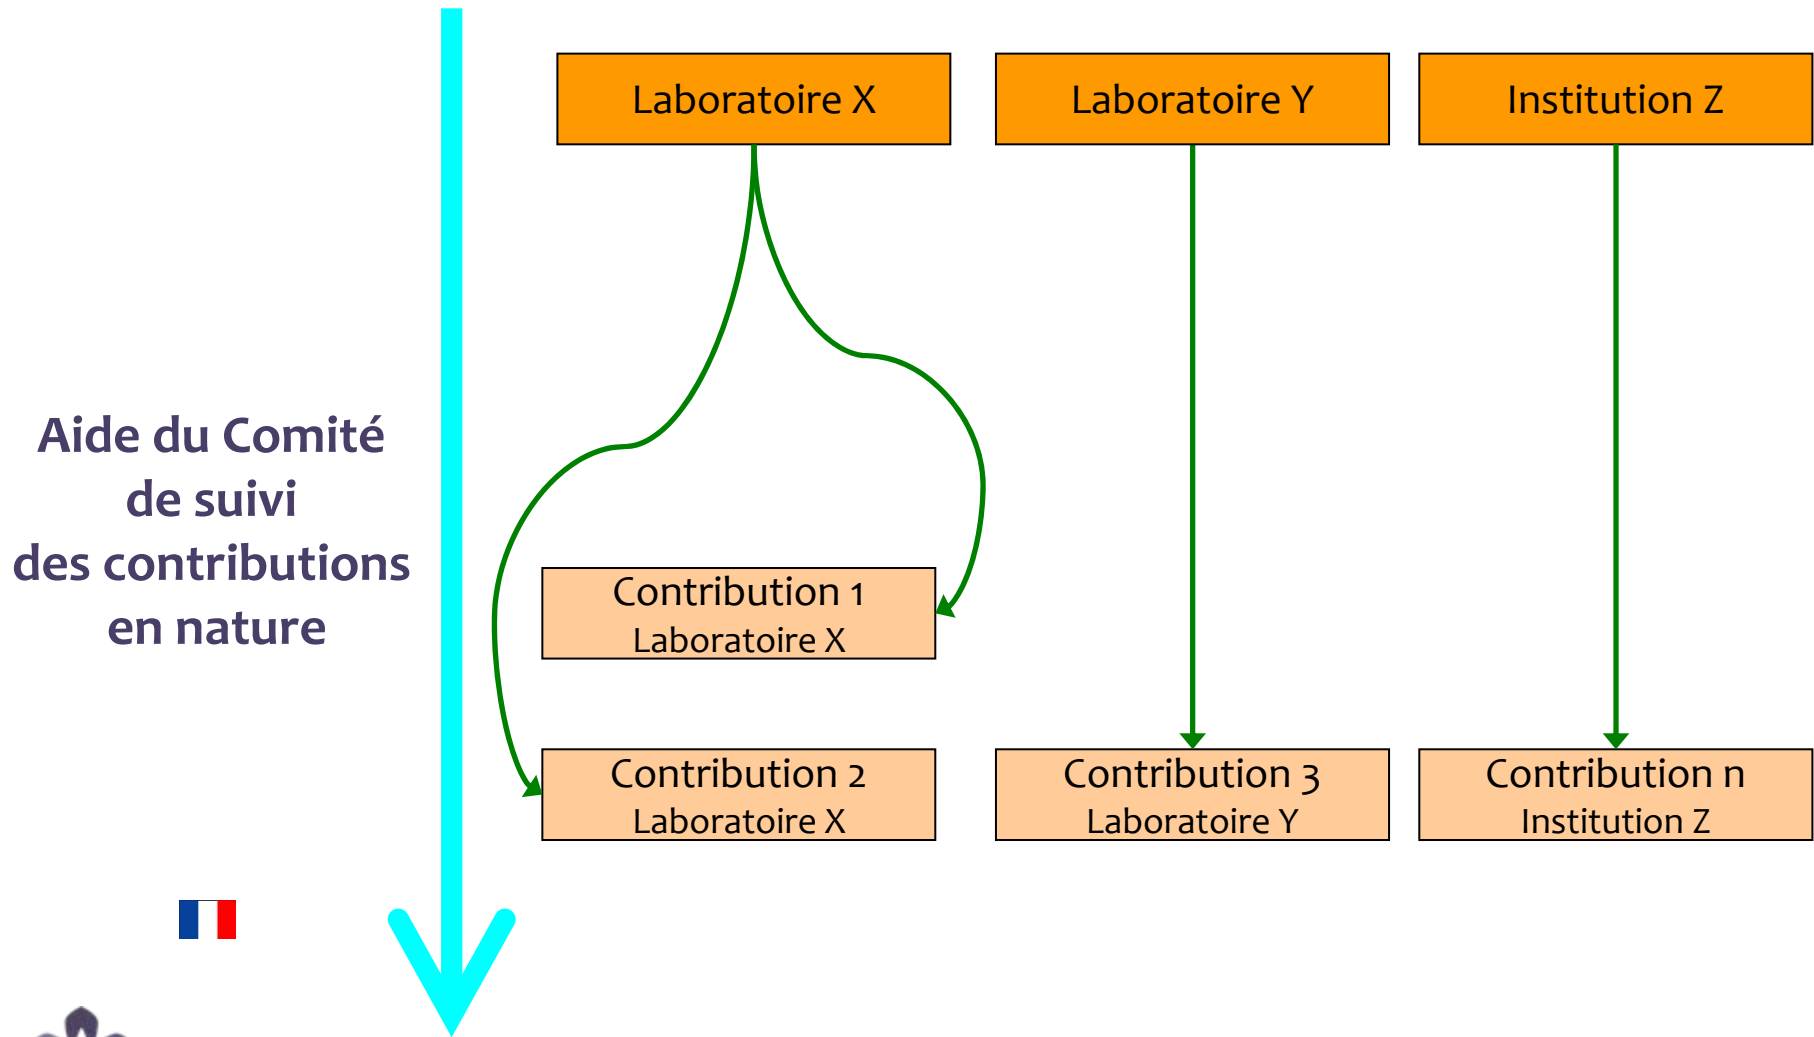 Laboratoire X
Laboratoire Y
Institution Z
Aide du Comité
de suivi
des contributions
en nature
Contribution 1
Laboratoire X
Contribution 2
Laboratoire X
Contribution 3
Laboratoire Y
Contribution n
Institution Z